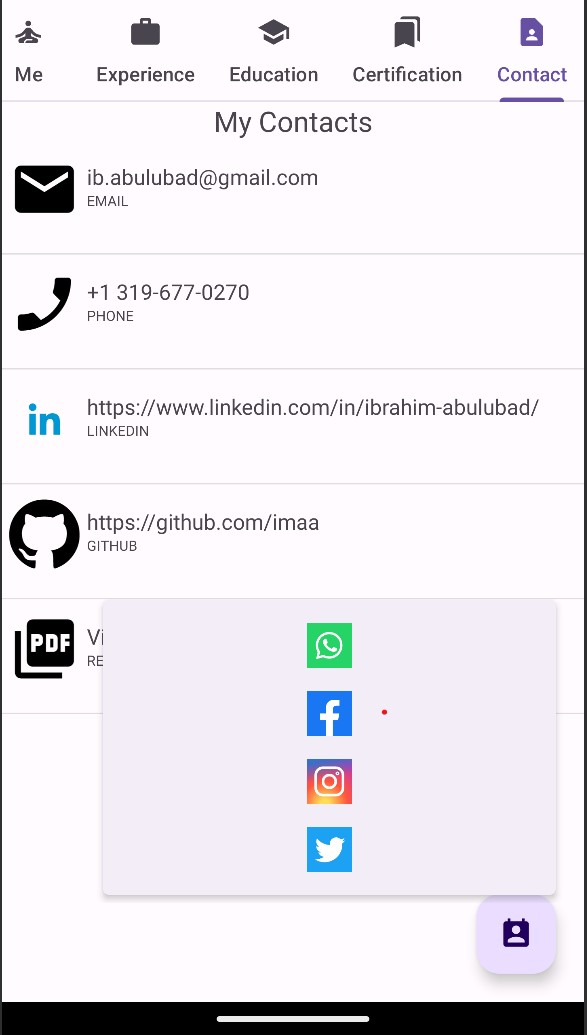 Me Experience Education Certification Contact
My Contacts
ib.abulubad@gmail.com
EMAIL
+1 319-677-0270
PHONE
in
https://www.linkedin.com/in/ibrahim-abulubad/
LINKEDIN
https://github.com/imaa
GITHUB
PDF